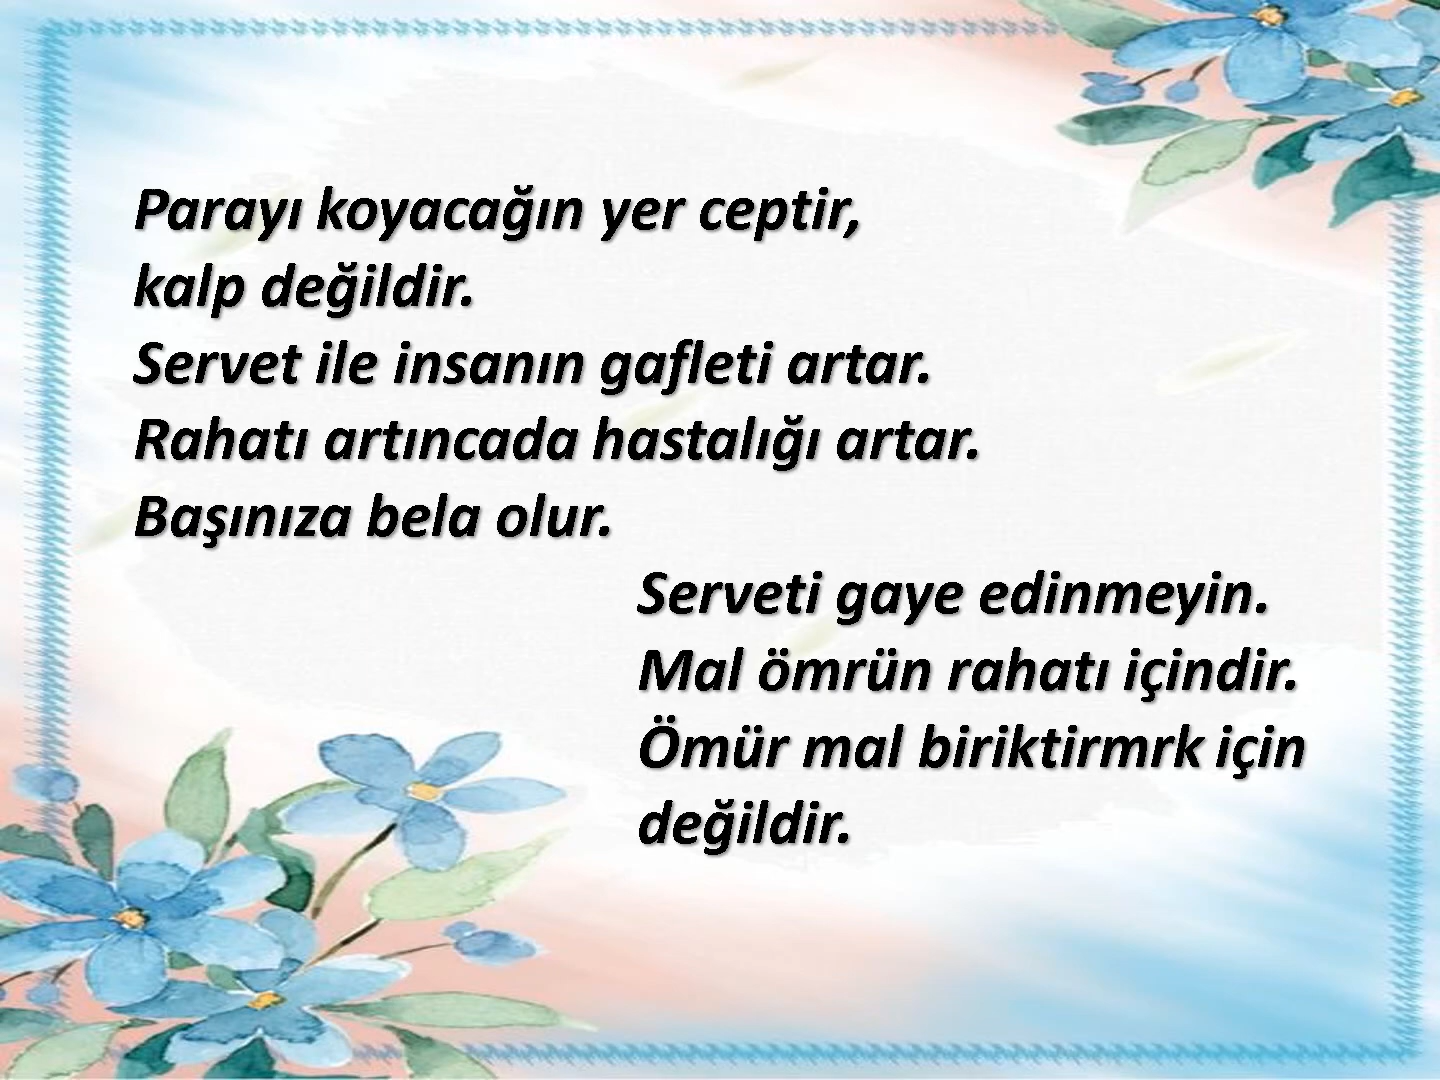 Parayı koyacağın yer ceptir,
kalp değildir.
Servet ile insanın gafleti artar.
Rahatı artıncada hastalığı artar.
Başınıza bela olur.
Serveti gaye edinmeyin.
Mal ömrün rahatı içindir.
Ömür mal biriktirmrk için
değildir.